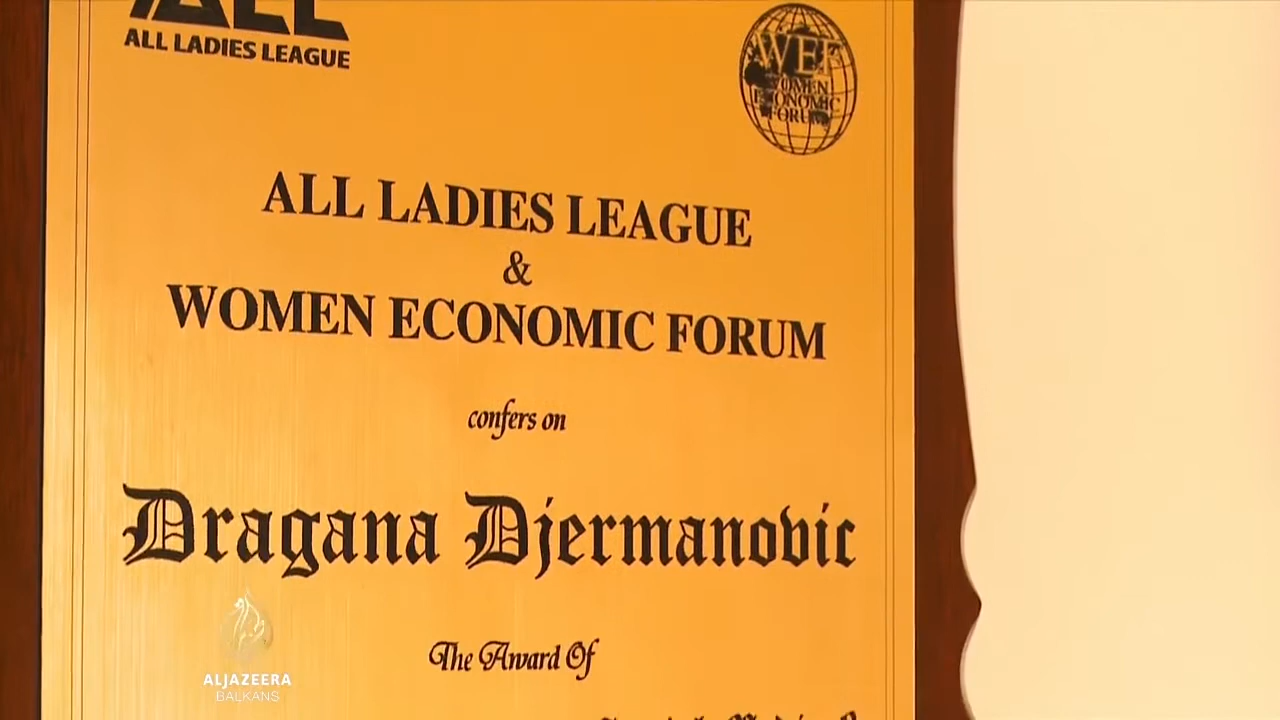 ALL
ALL LADIES LEAGUE
WEF
WOMEN
ECONOMIC
FORUM
ALL LADIES LEAGUE
&
WOMEN ECONOMIC FORUM
confers on
Dragana Djermanovic
The Award Of
ALJAZEERA
BALKANS